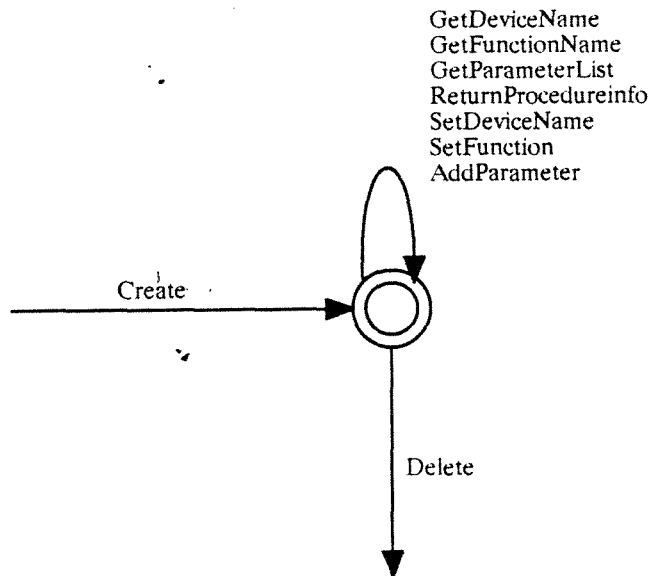 GetDeviceName
GetFunctionName
GetParameterList
ReturnProcedureinfo
SetDeviceName
SetFunction
AddParameter
Create
Delete